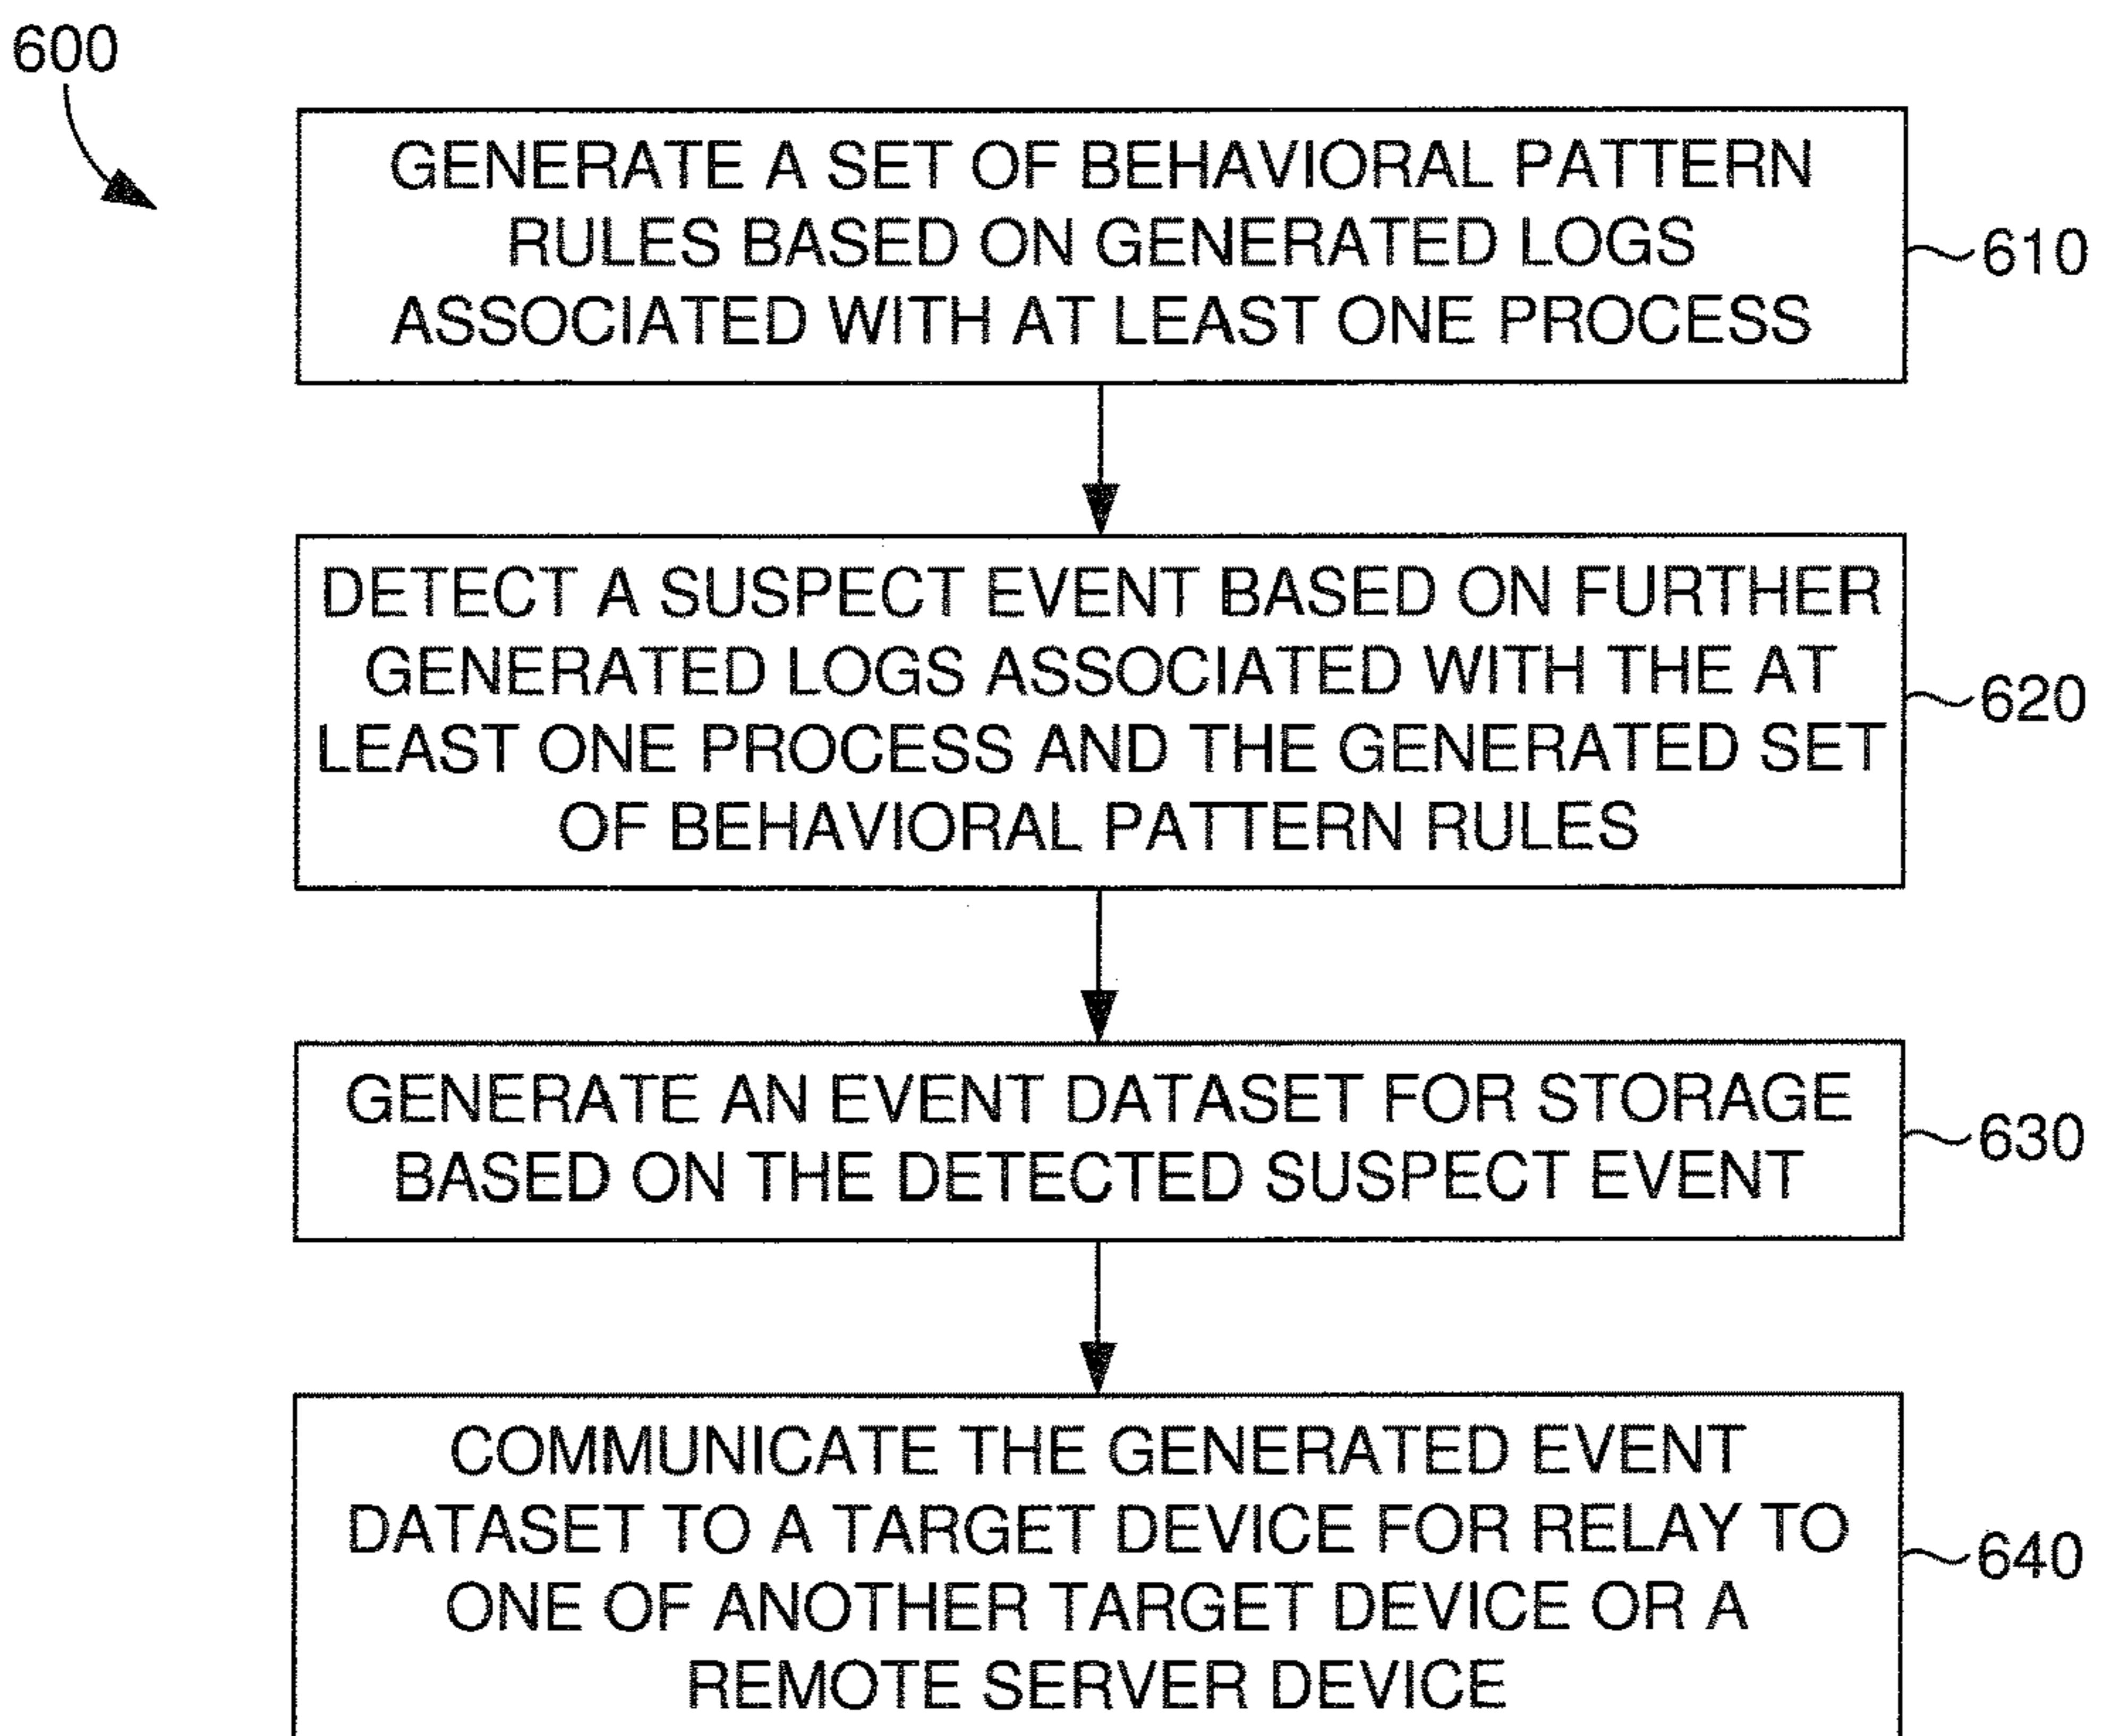 600
GENERATE A SET OF BEHAVIORAL PATTERN
RULES BASED ON GENERATED LOGS
ASSOCIATED WITH AT LEAST ONE PROCESS
610
DETECT A SUSPECT EVENT BASED ON FURTHER
GENERATED LOGS ASSOCIATED WITH THE AT
LEAST ONE PROCESS AND THE GENERATED SET
OF BEHAVIORAL PATTERN RULES
620
GENERATE AN EVENT DATASET FOR STORAGE
BASED ON THE DETECTED SUSPECT EVENT
630
COMMUNICATE THE GENERATED EVENT
DATASET TO A TARGET DEVICE FOR RELAY TO
ONE OF ANOTHER TARGET DEVICE OR A
REMOTE SERVER DEVICE
640